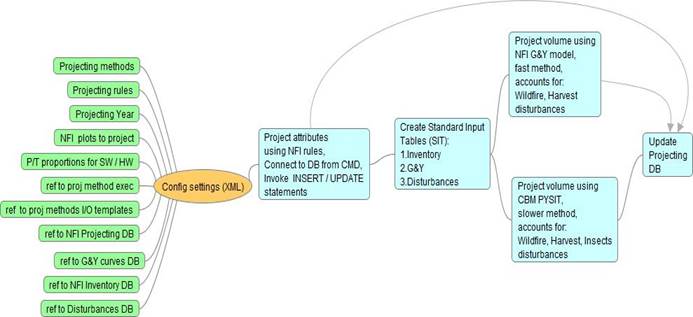 Projecting methods
Projecting rules
Projecting Year
NFI plots to project
P/T proportions for SW / HW
ref to proj method exec
ref to proj methods I/O templates
ref to NFI Projecting DB
ref to G&Y curves DB
ref to NFI Inventory DB
ref to Disturbances DB
Config settings (XML)
Project attributes
using NFI rules,
Connect to DB from CMD,
Invoke INSERT / UPDATE
statements
Create Standard Input
Tables (SIT):
1.Inventory
2.G&Y
3.Disturbances
Project volume using
NFI G&Y model,
fast method,
accounts for:
Wildfire, Harvest
disturbances
Project volume using
CBM PYSIT,
slower method,
accounts for:
Wildfire, Harvest, Insects
disturbances
Update
Projecting
DB